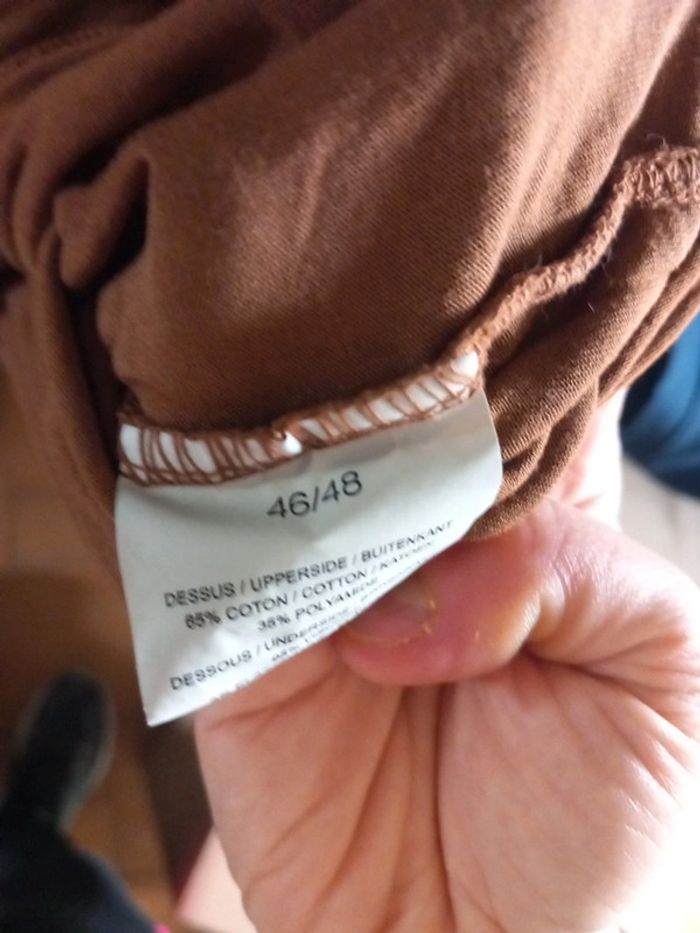 46/48
DESSUS / UPPERSIDE / BUITENKANT
65% COTON / COTTON / KATOEN
35% POLYAMIDE
DESSOUS / UNDERSIDE /